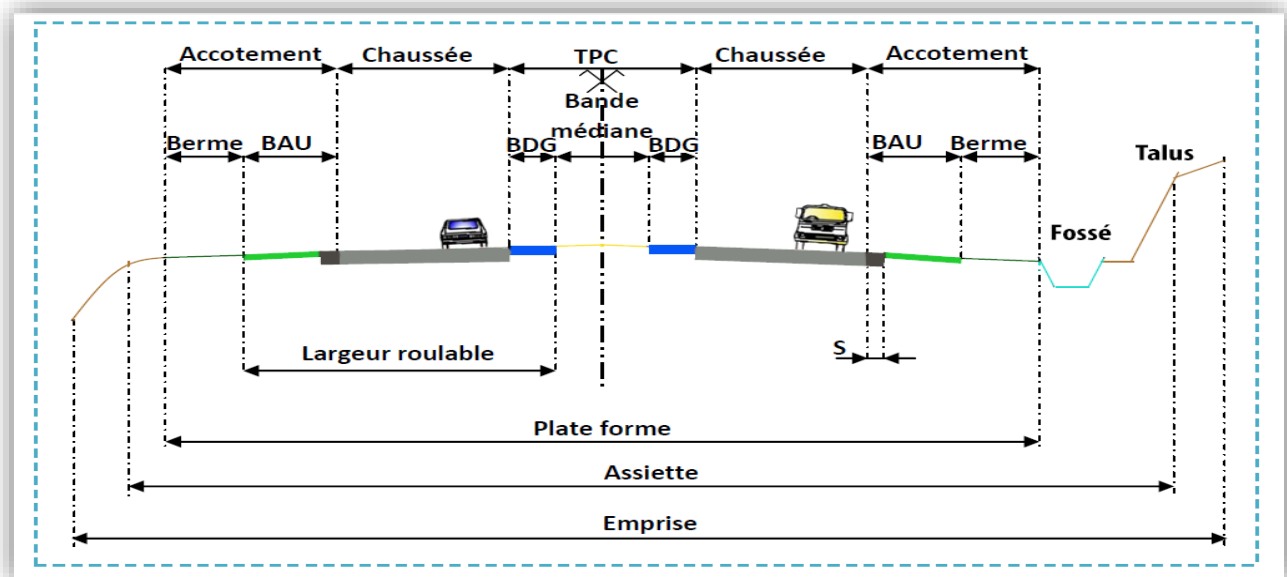 Accotement Chaussée TPC Chaussée Accotement
Bande
médiane
Berme BAU BDG BDG BAU Berme
Talus
Fossé
Largeur roulable
S
Plate forme
Assiette
Emprise